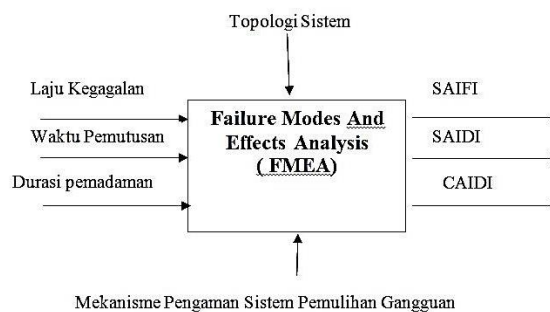 Topologi Sistem
Laju Kegagalan
Waktu Pemutusan
Durasi pemadaman
Failure Modes And
Effects Analysis
( FMEA)
SAIFI
SAIDI
CAIDI
Mekanisme Pengaman Sistem Pemulihan Gangguan